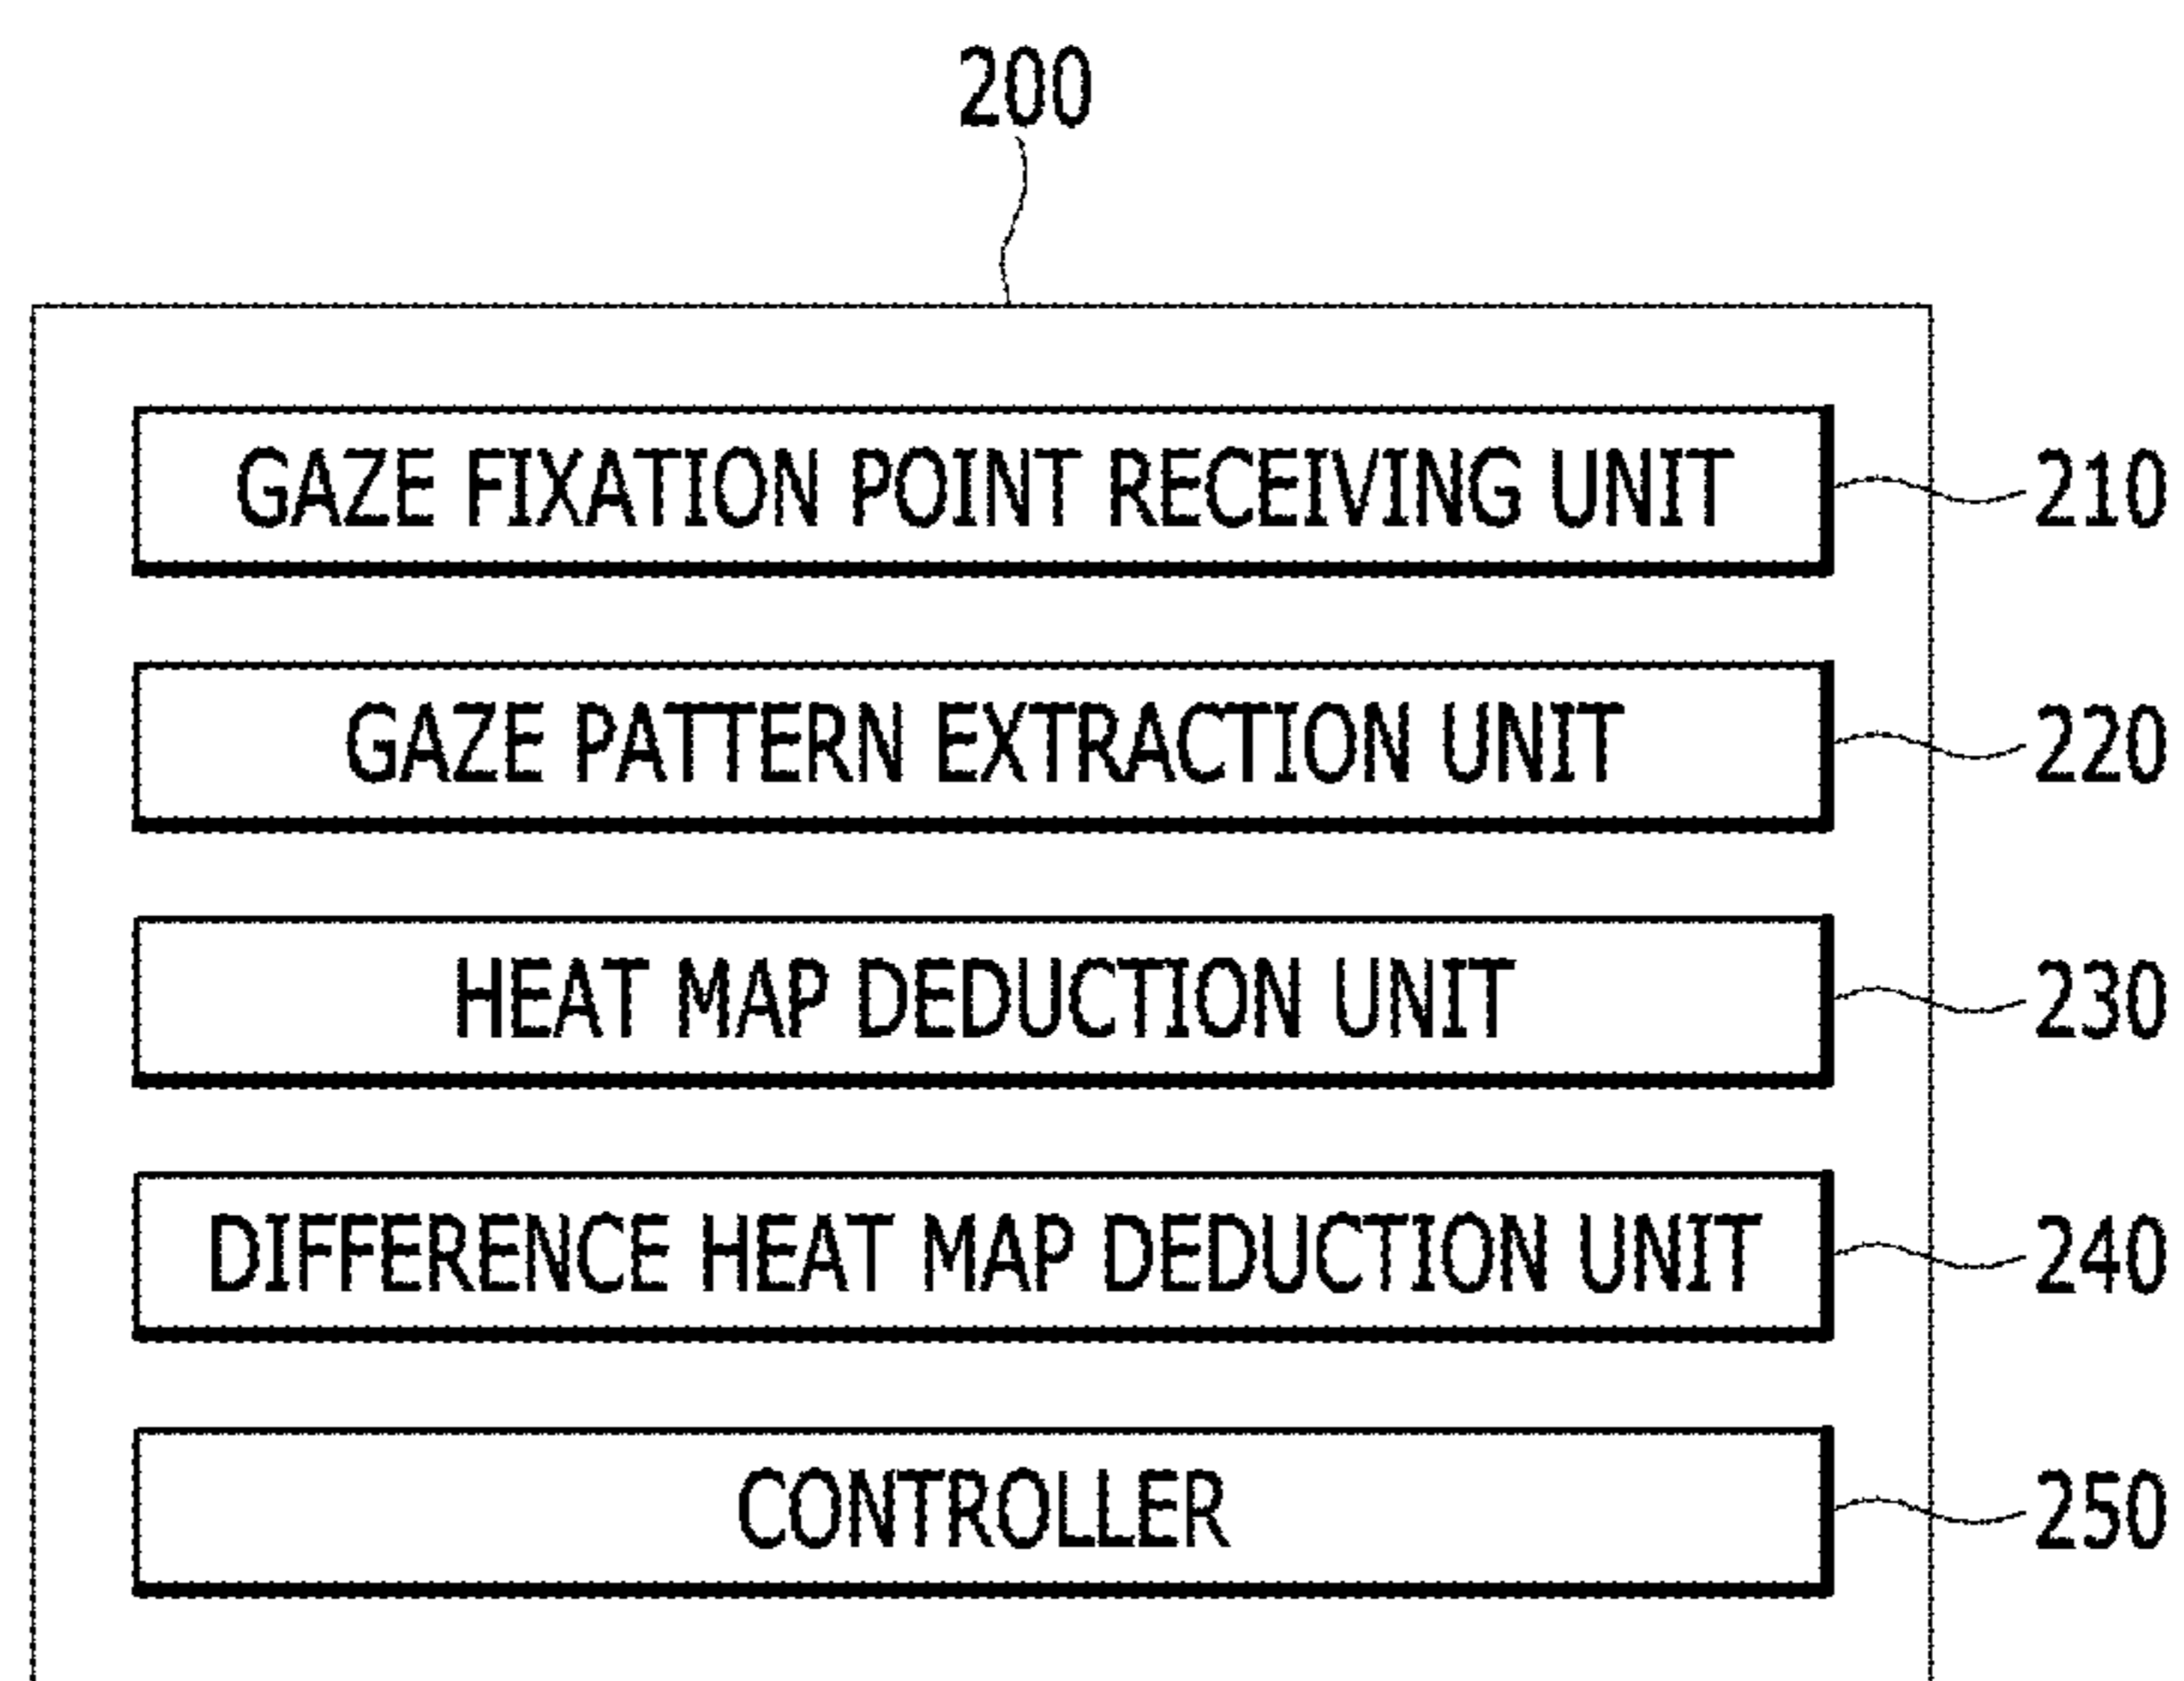 200
GAZE FIXATION POINT RECEIVING UNIT 210
GAZE PATTERN EXTRACTION UNIT 220
HEAT MAP DEDUCTION UNIT 230
DIFFERENCE HEAT MAP DEDUCTION UNIT 240
CONTROLLER 250